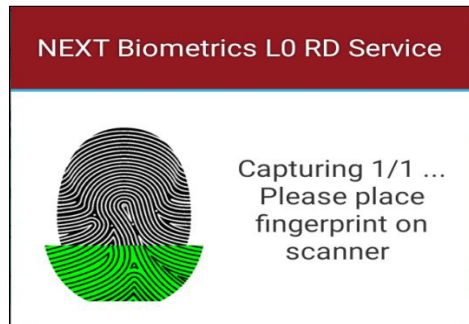 NEXT Biometrics L0 RD Service
Capturing 1/1 ...
Please place
fingerprint on
scanner